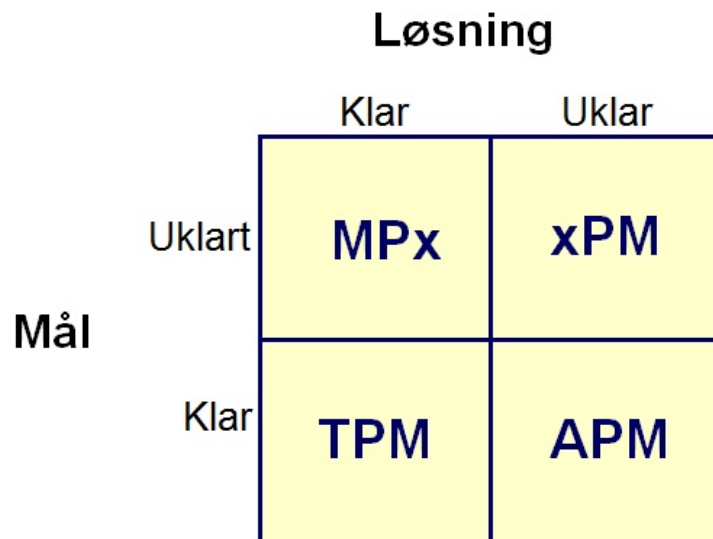 Løsning
Klar Uklar
Uklart MPx xPM
Mål
Klar TPM APM